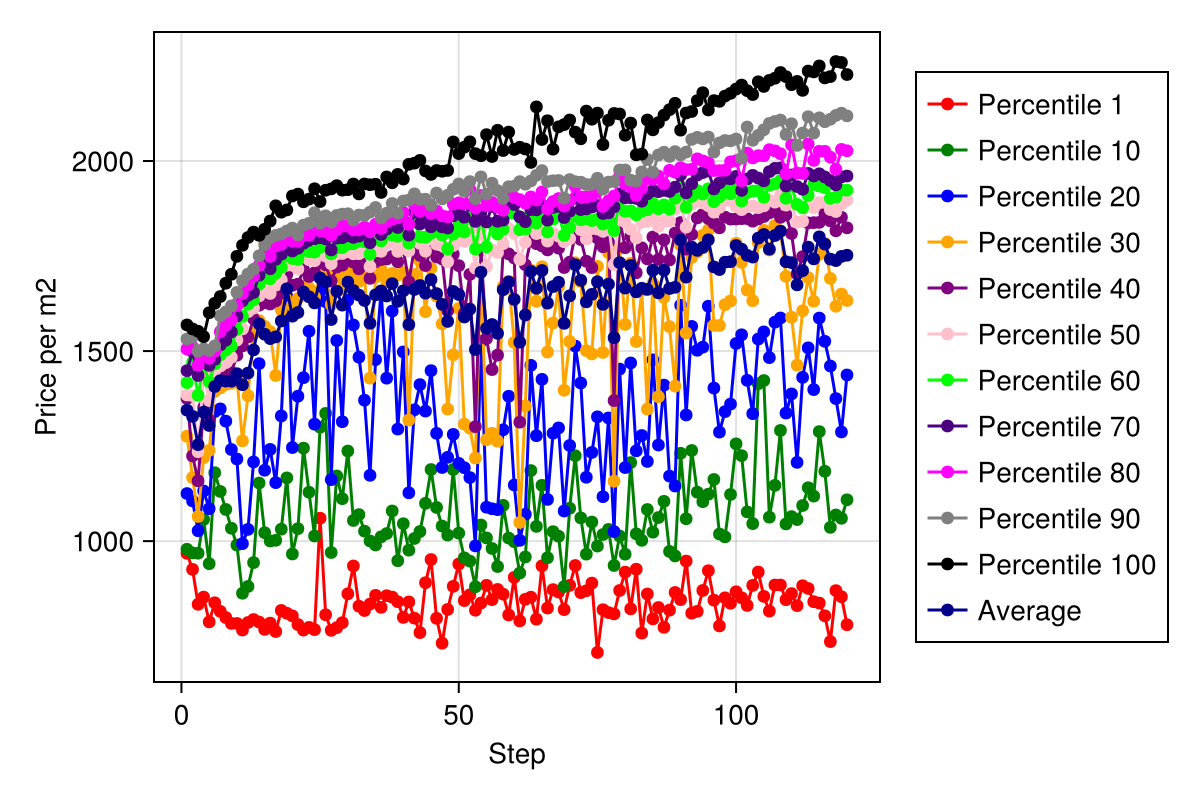 Price per m2
2000
1500
1000
0
50
100
Step
Percentile 1
Percentile 10
Percentile 20
Percentile 30
Percentile 40
Percentile 50
Percentile 60
Percentile 70
Percentile 80
Percentile 90
Percentile 100
Average